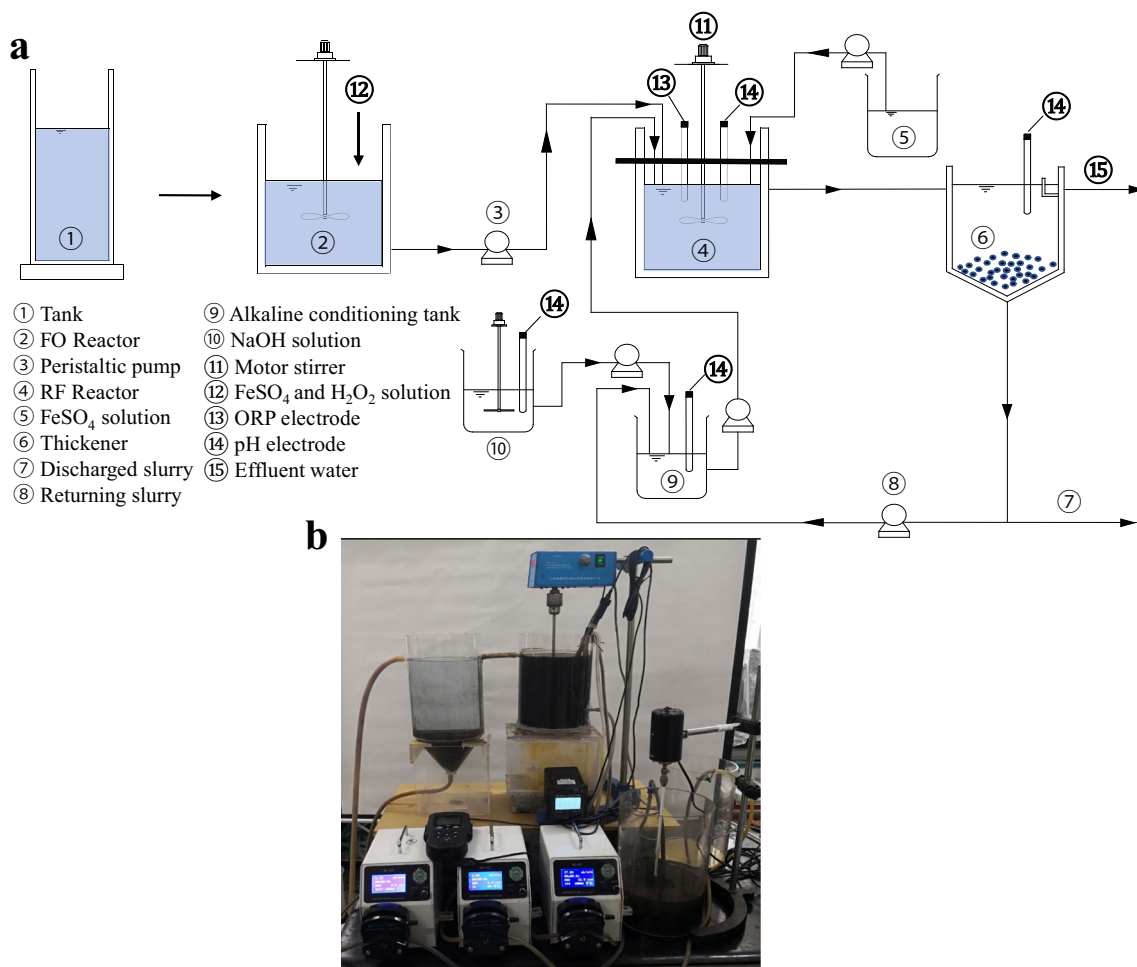 a
⑪
⑫
⑬
⑭
⑤
⑭
⑮
③
①
②
④
⑥
① Tank
② FO Reactor
③ Peristaltic pump
④ RF Reactor
⑤ FeSO₄ solution
⑥ Thickener
⑦ Discharged slurry
⑧ Returning slurry
⑨ Alkaline conditioning tank
⑩ NaOH solution
⑪ Motor stirrer
⑫ FeSO₄ and H₂O₂ solution
⑬ ORP electrode
⑭ pH electrode
⑮ Effluent water
⑭
⑭
⑩
⑨
⑧
⑦
b